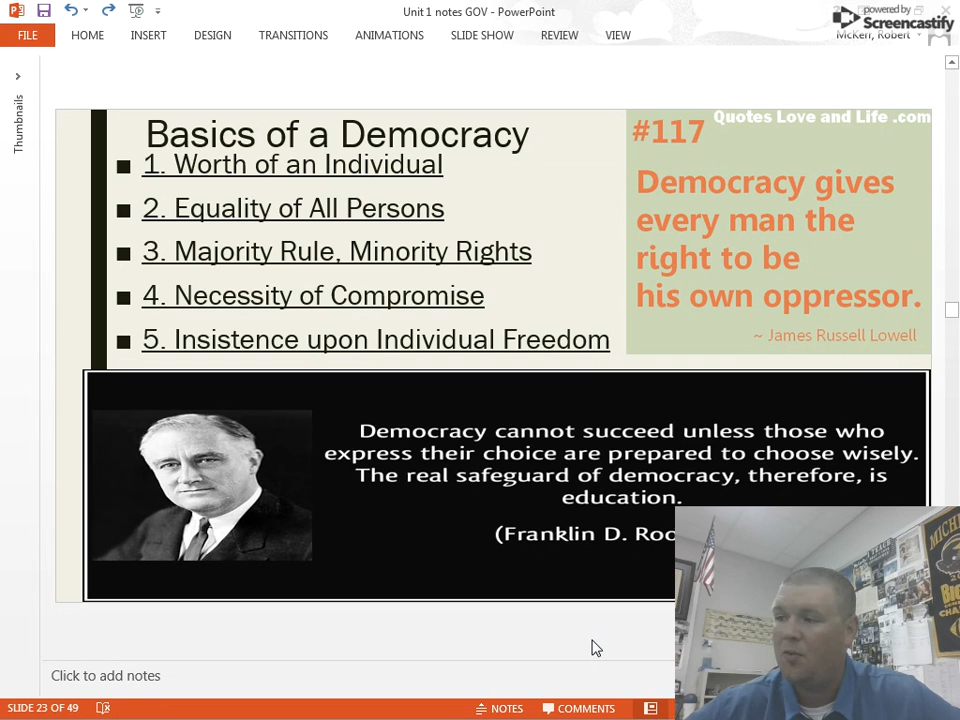 Unit 1 notes GOV - PowerPoint
powered by
Screencastify
FILE HOME INSERT DESIGN TRANSITIONS ANIMATIONS SLIDE SHOW REVIEW VIEW
McKerr, Robert
Thumbnails
Basics of a Democracy
1. Worth of an Individual
2. Equality of All Persons
3. Majority Rule, Minority Rights
4. Necessity of Compromise
5. Insistence upon Individual Freedom
Quotes Love and Life .com
#117
Democracy gives
every man the
right to be
his own oppressor.
~ James Russell Lowell
Democracy cannot succeed unless those who
express their choice are prepared to choose wisely.
The real safeguard of democracy, therefore, is
education.
(Franklin D. Roo
Click to add notes
SLIDE 23 OF 49 NOTES COMMENTS